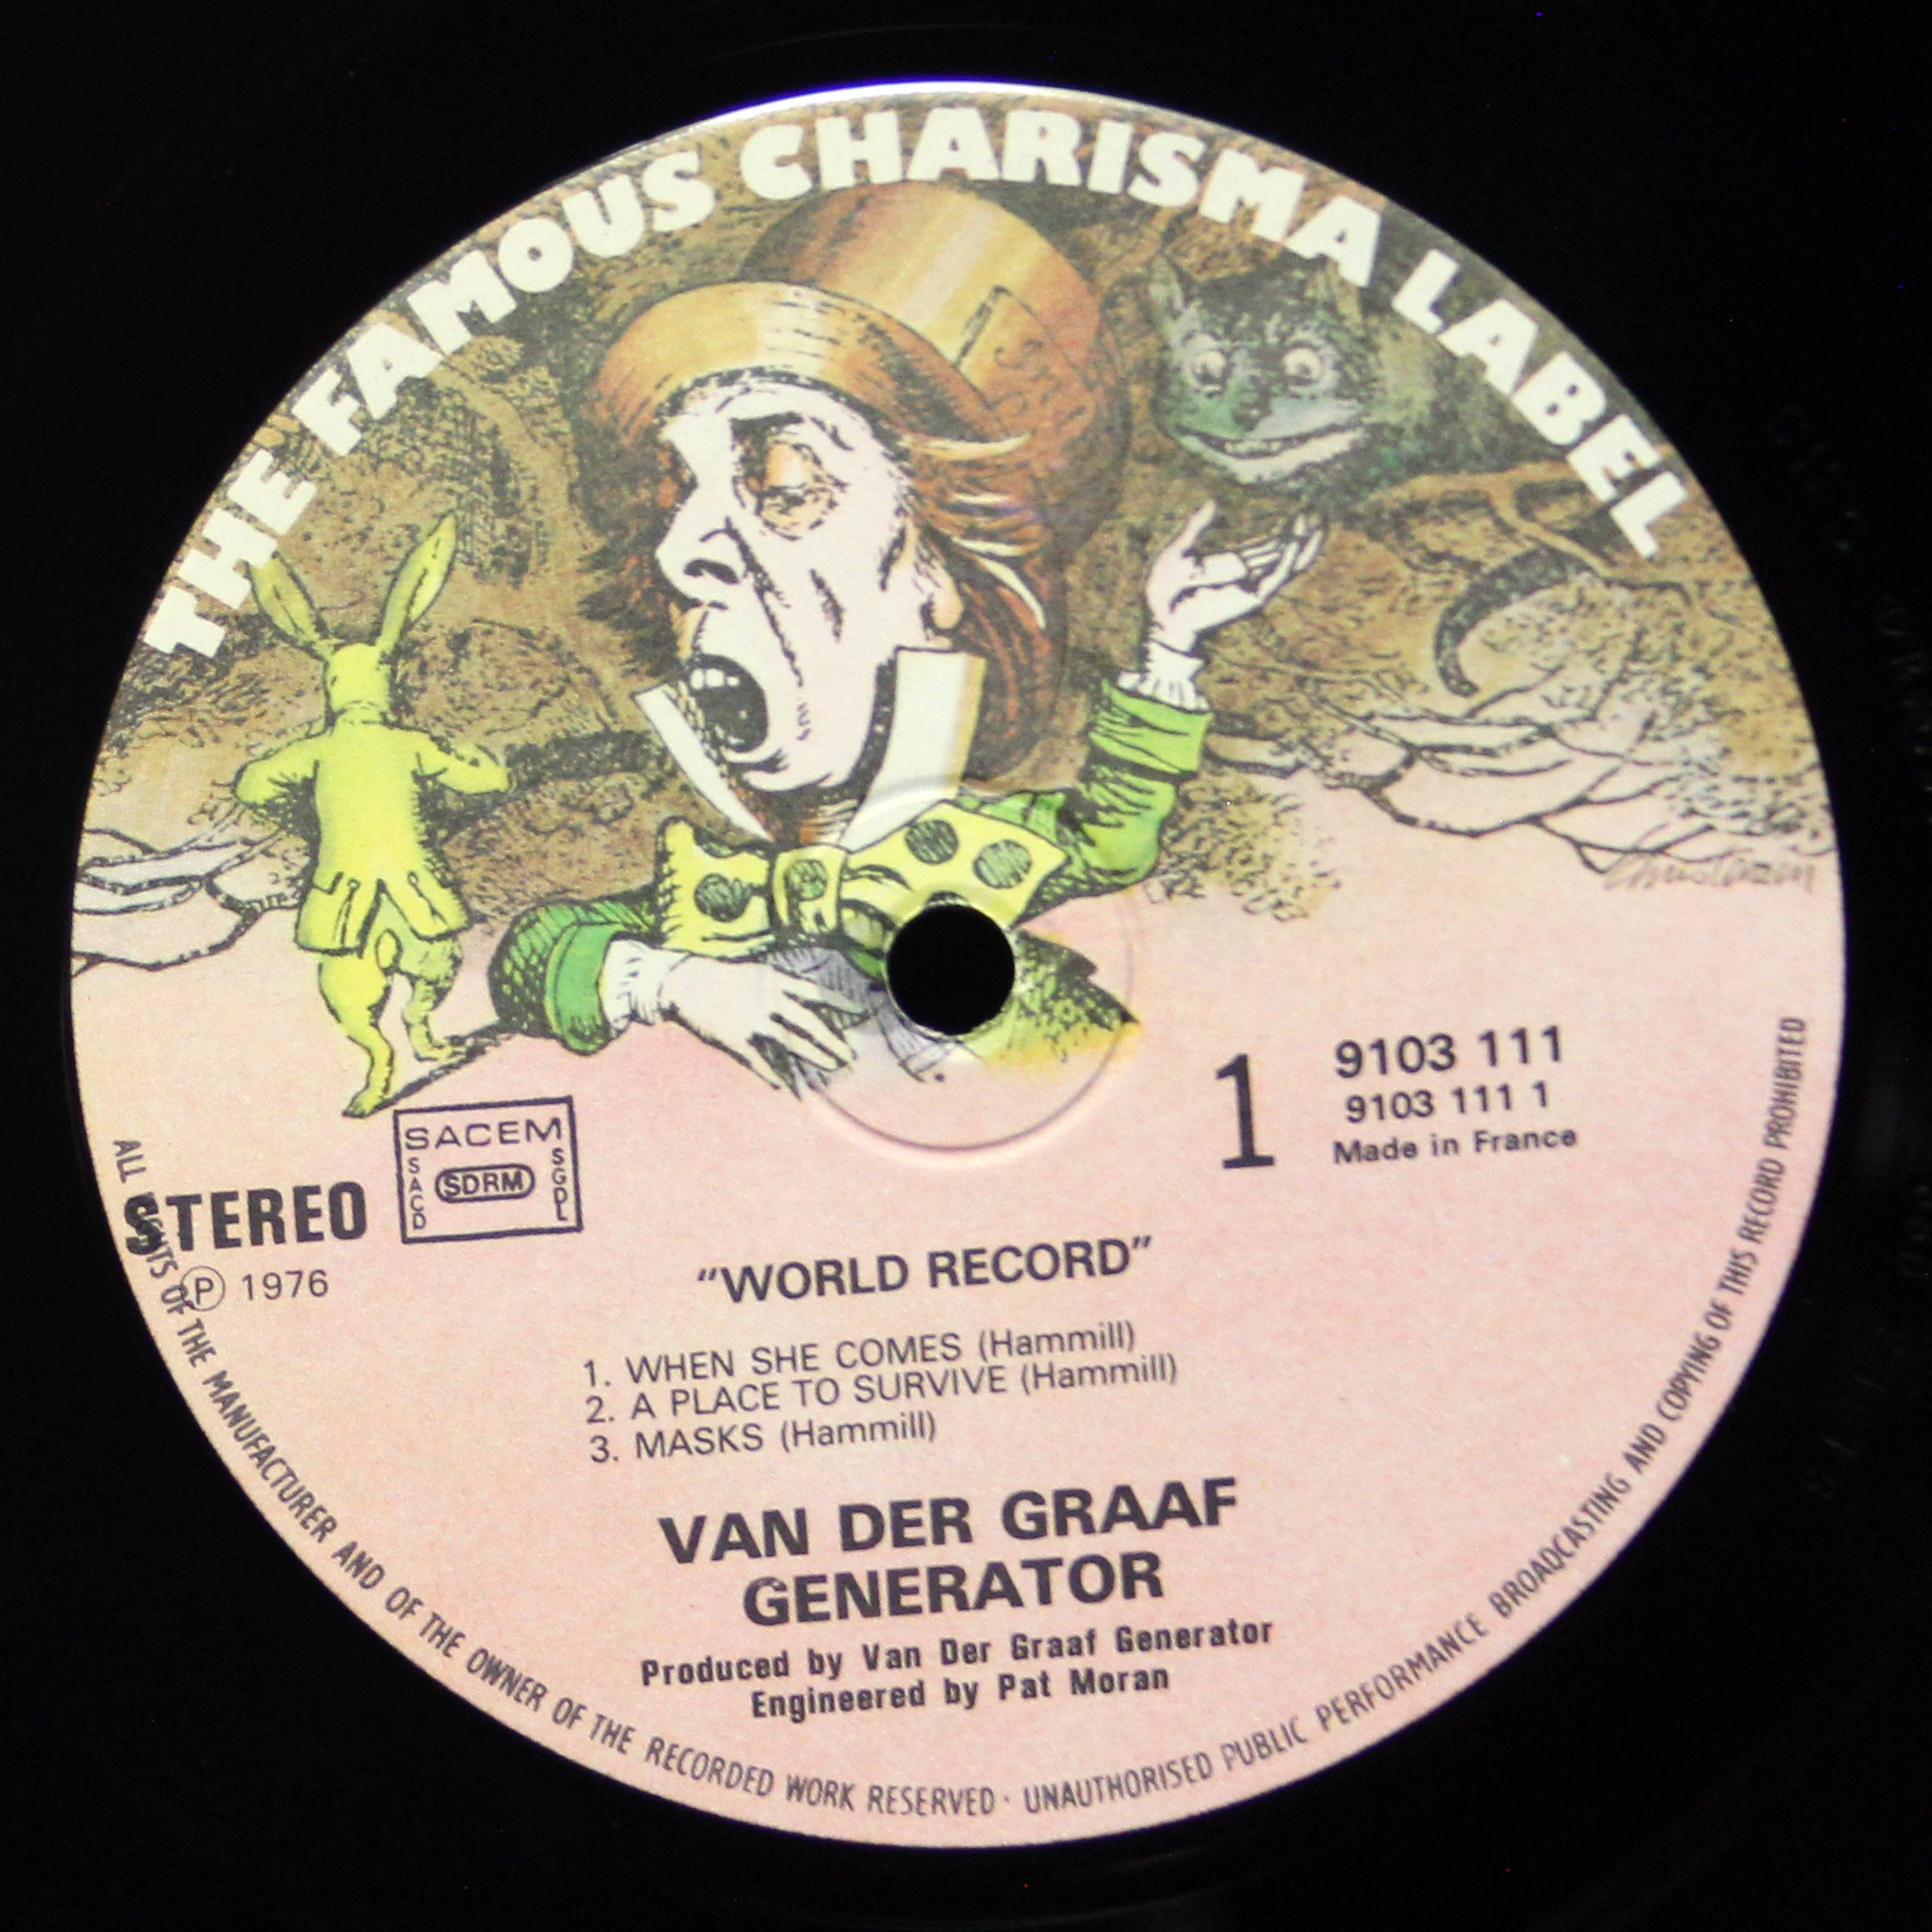 THE FAMOUS CHARISMA LABEL
1
9103 111
9103 111 1
Made in France
SACEM
SACD
SDRM
SGDL
STEREO
Ⓟ 1976
"WORLD RECORD"
1. WHEN SHE COMES (Hammill)
2. A PLACE TO SURVIVE (Hammill)
3. MASKS (Hammill)
VAN DER GRAAF
GENERATOR
Produced by Van Der Graaf Generator
Engineered by Pat Moran
ALL RIGHTS OF THE MANUFACTURER AND OF THE OWNER OF THE RECORDED WORK RESERVED · UNAUTHORISED PUBLIC PERFORMANCE BROADCASTING AND COPYING OF THIS RECORD PROHIBITED